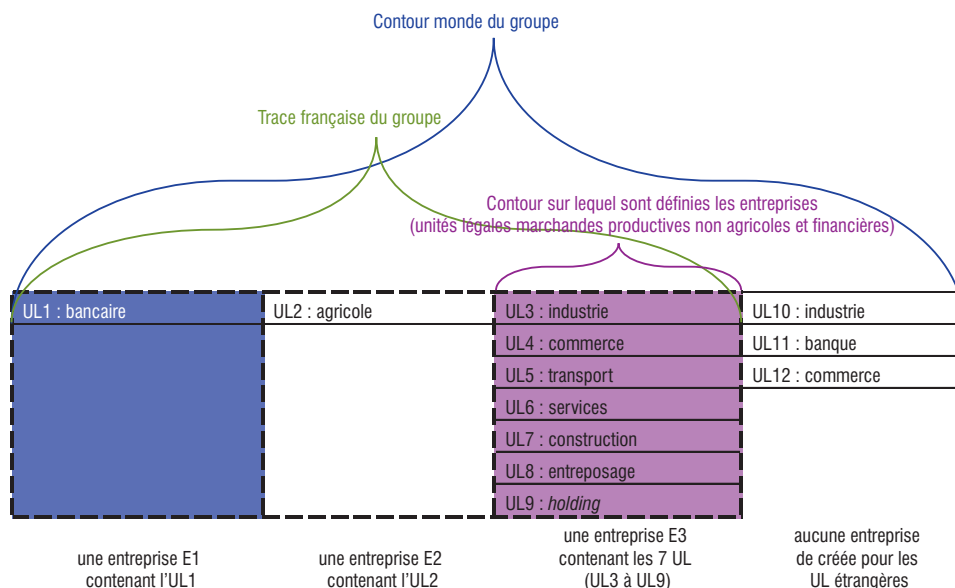 Contour monde du groupe
Trace française du groupe
Contour sur lequel sont définies les entreprises
(unités légales marchandes productives non agricoles et financières)
UL1 : bancaire
UL2 : agricole
UL3 : industrie
UL10 : industrie
UL4 : commerce
UL11 : banque
UL5 : transport
UL12 : commerce
UL6 : services
UL7 : construction
UL8 : entreposage
UL9 : holding
une entreprise E1
contenant l'UL1
une entreprise E2
contenant l'UL2
une entreprise E3
contenant les 7 UL
(UL3 à UL9)
aucune entreprise
de créée pour les
UL étrangères